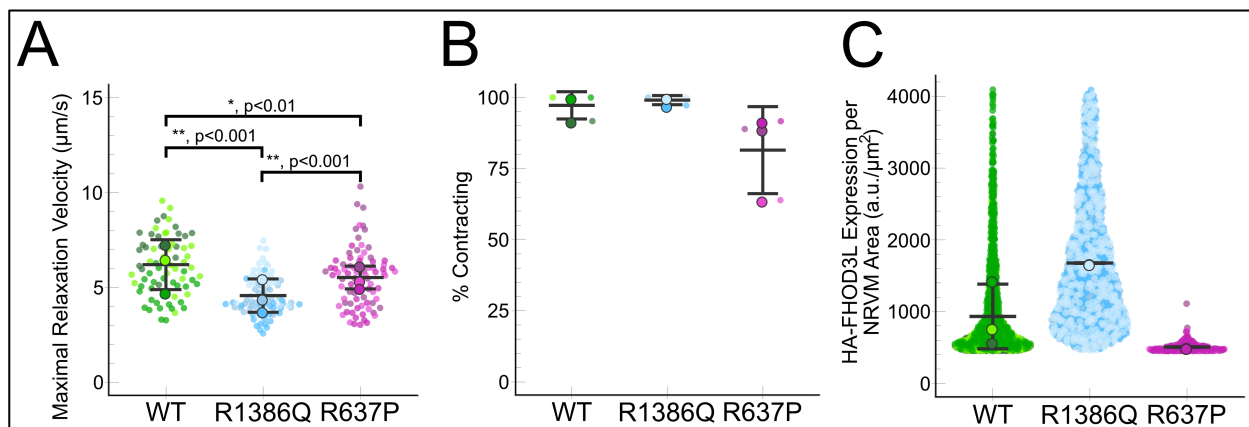 A
Maximal Relaxation Velocity (µm/s)
15
10
5
0
*, p<0.01
**, p<0.001
**, p<0.001
WT
R1386Q
R637P
B
% Contracting
100
75
50
25
0
WT
R1386Q
R637P
C
HA-FHOD3L Expression per
NRVM Area (a.u./µm²)
4000
3000
2000
1000
0
WT
R1386Q
R637P